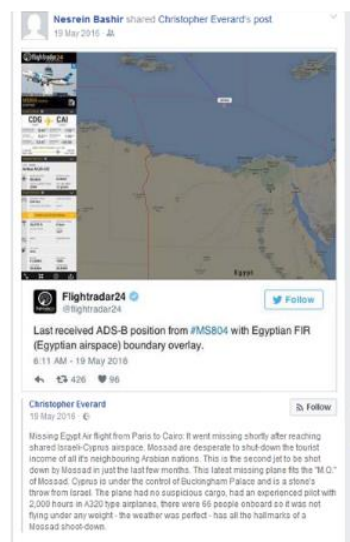 Nesrein Bashir shared Christopher Everard's post.
19 May 2016
flightradar24
CDG CAI
Egypt
Flightradar24
@flightradar24
Follow
Last received ADS-B position from #MS804 with Egyptian FIR
(Egyptian airspace) boundary overlay.
6:11 AM - 19 May 2016
426 96
Christopher Everard
19 May 2016
Follow
Missing Egypt Air flight from Paris to Cairo: It went missing shortly after reaching
shared Israeli-Cyprus airspace. Mossad are desperate to shut-down the tourist
income of all it's neighbouring Arabian nations. This is the second jet to be shot
down by Mossad in just the last few months. This latest missing plane fits the "M.O."
of Mossad. Cyprus is under the control of Buckingham Palace and is a stone's
throw from Israel. The plane had no suspicious cargo, had an experienced pilot with
2,000 hours in A320 type airplanes, there were 66 people onboard so it was not
flying under any weight - the weather was perfect - has all the hallmarks of a
Mossad shoot-down.